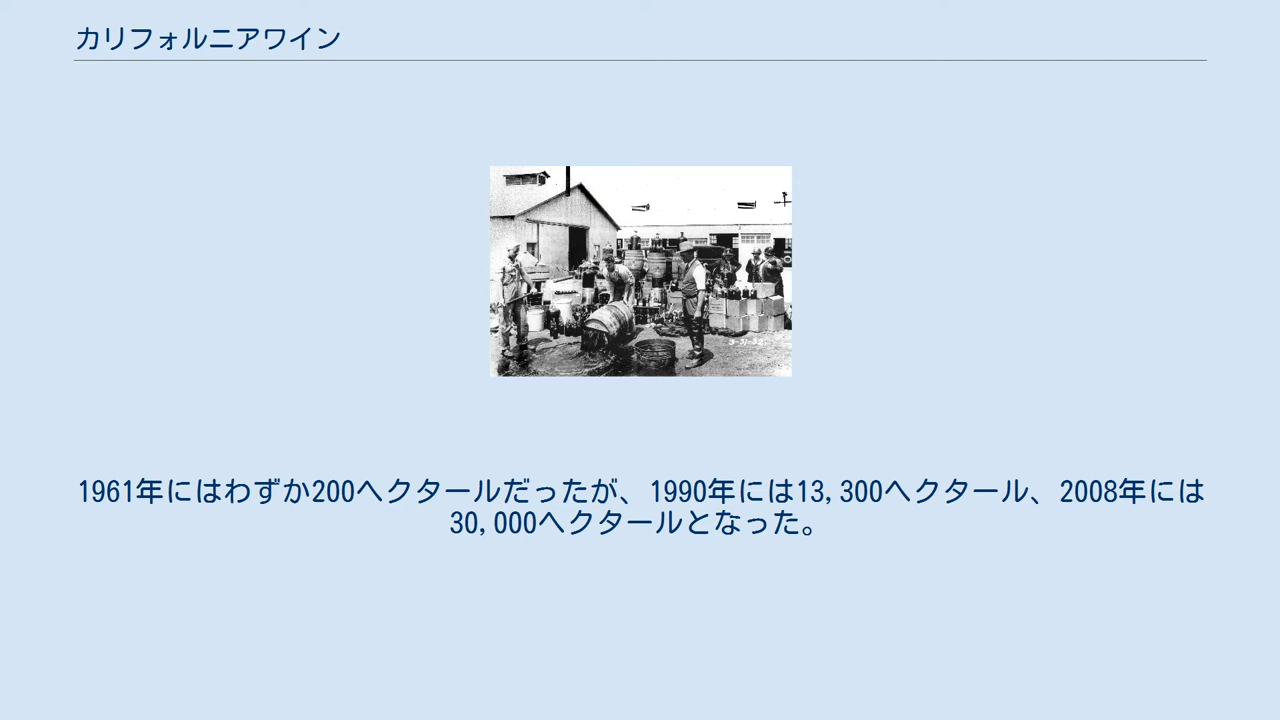 カリフォルニアワイン
3-31-32
1961年にはわずか200ヘクタールだったが、1990年には13,300ヘクタール、2008年には
30,000ヘクタールとなった。